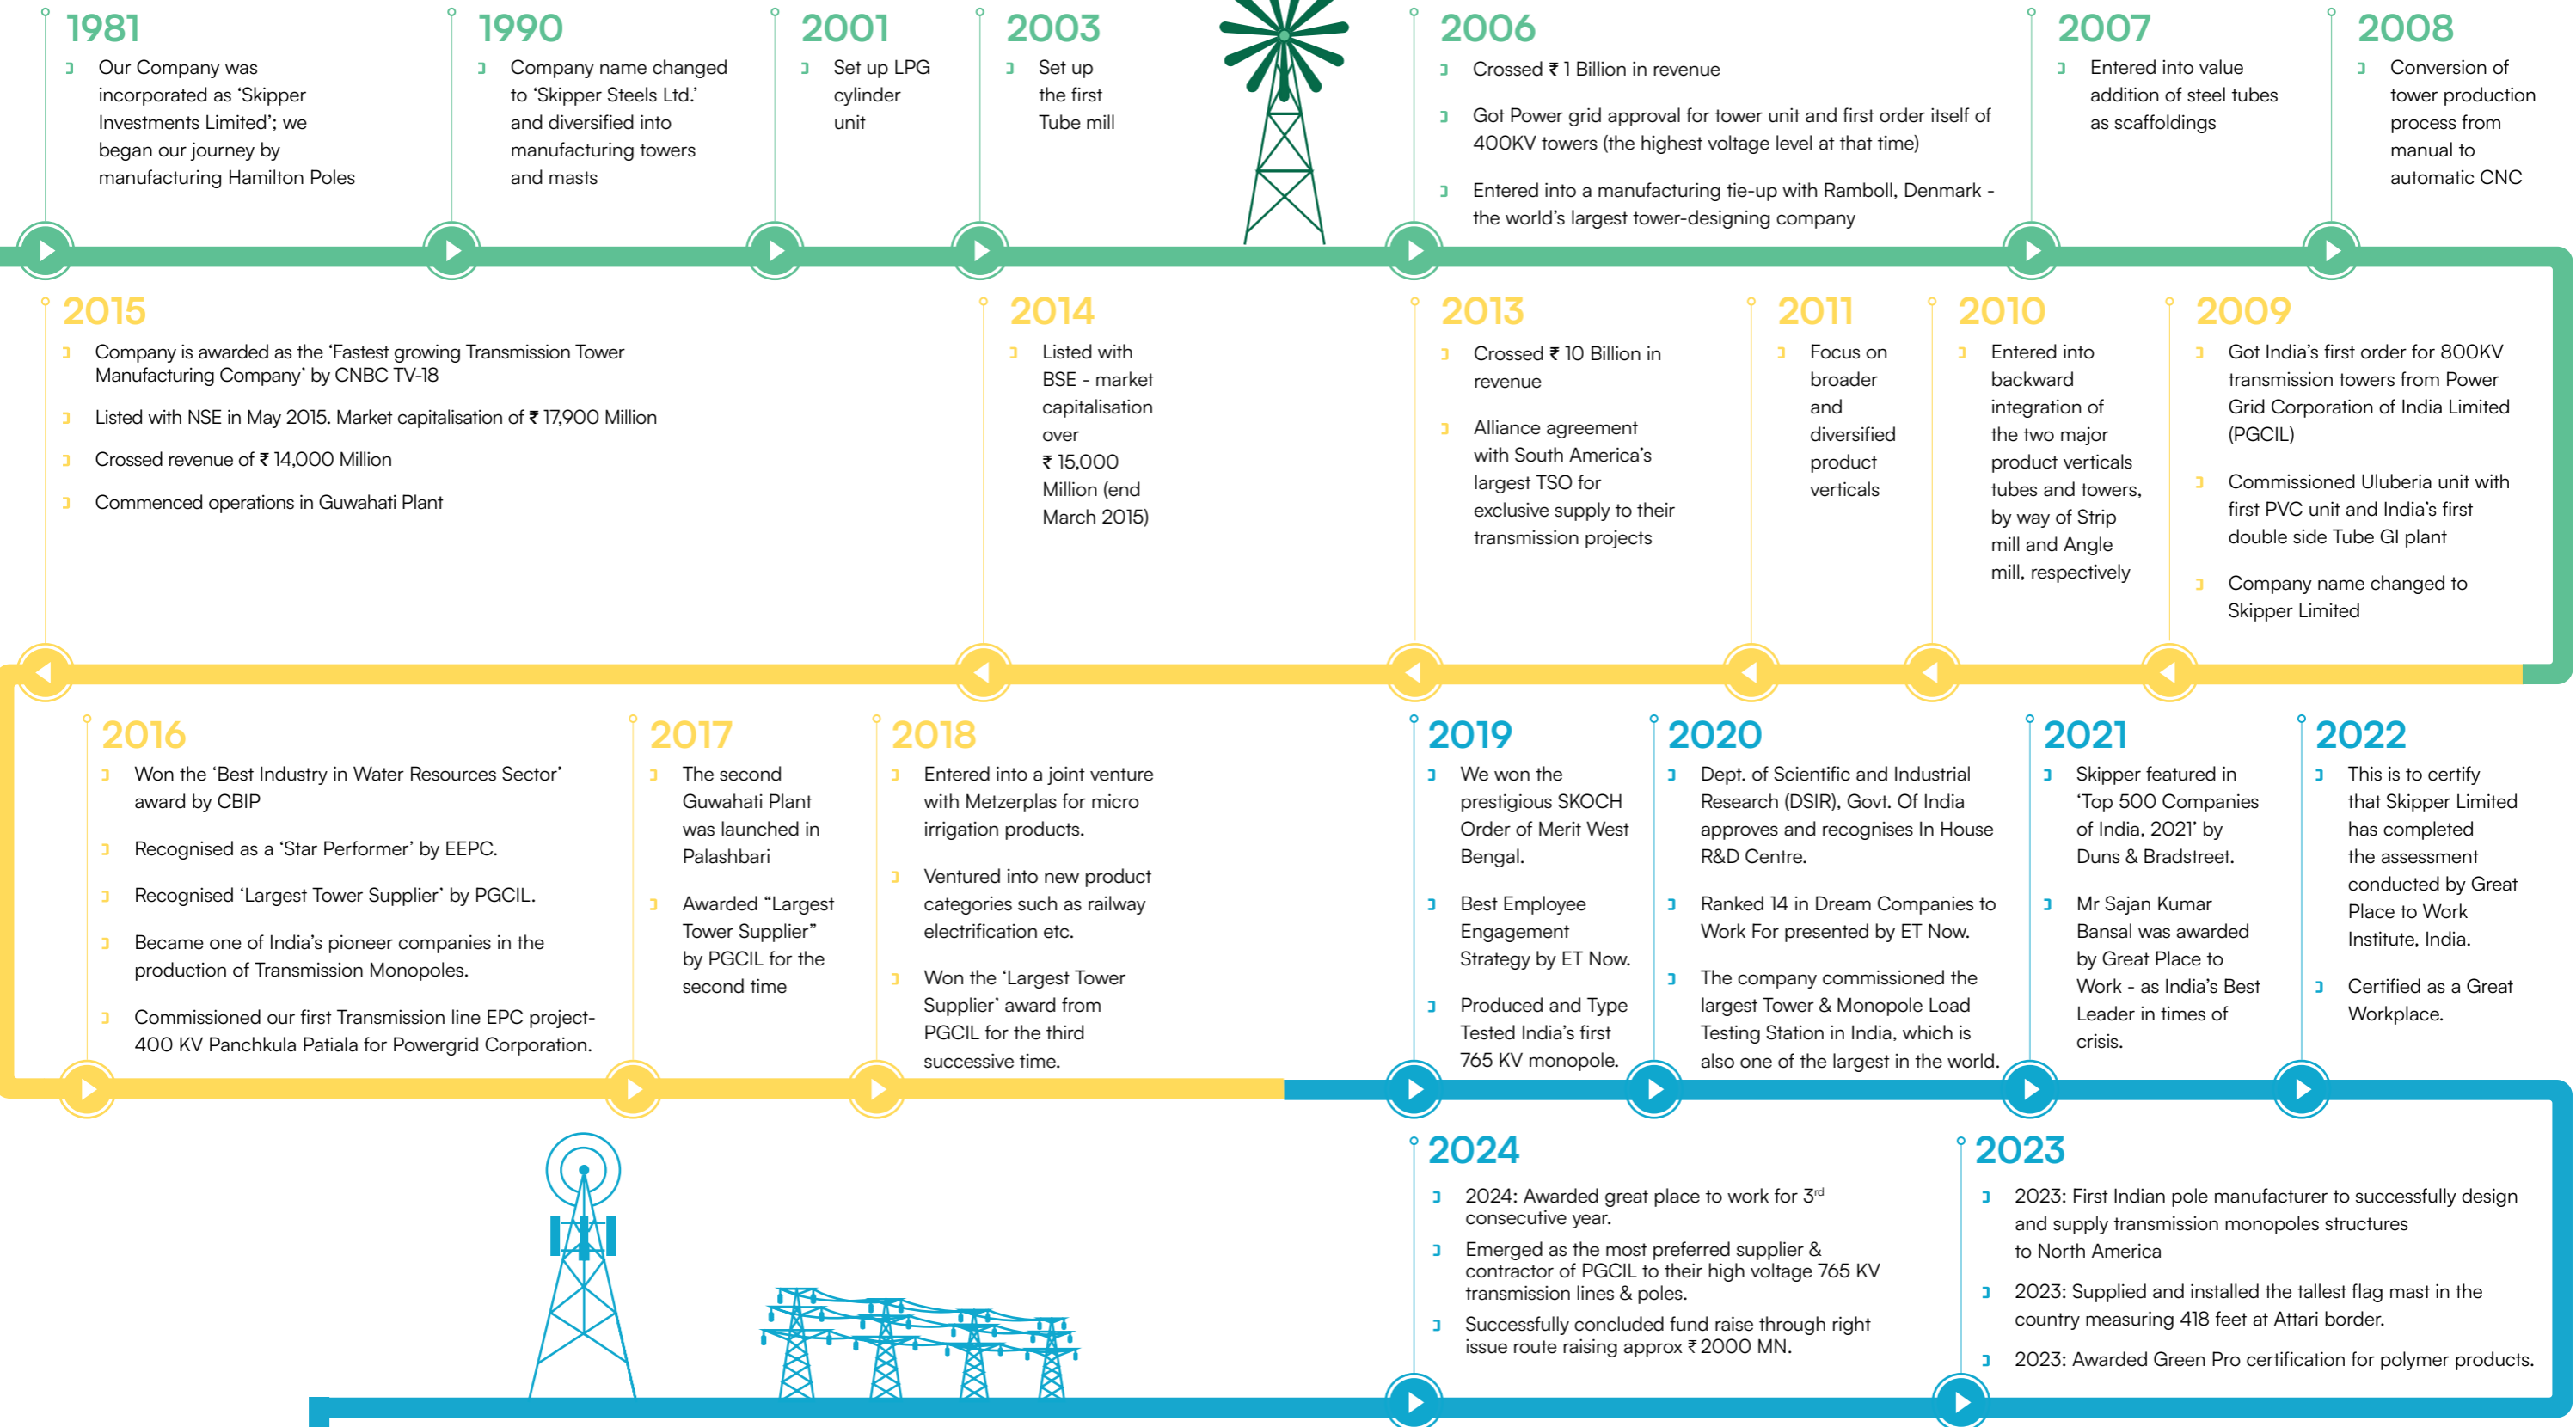 1981
Our Company was
incorporated as ‘Skipper
Investments Limited’; we
began our journey by
manufacturing Hamilton Poles
1990
Company name changed
to ‘Skipper Steels Ltd.’
and diversified into
manufacturing towers
and masts
2001
Set up LPG
cylinder
unit
2003
Set up
the first
Tube mill
2006
Crossed ₹ 1 Billion in revenue
Got Power grid approval for tower unit and first order itself of
400KV towers (the highest voltage level at that time)
Entered into a manufacturing tie-up with Ramboll, Denmark -
the world’s largest tower-designing company
2007
Entered into value
addition of steel tubes
as scaffoldings
2008
Conversion of
tower production
process from
manual to
automatic CNC
2009
Got India’s first order for 800KV
transmission towers from Power
Grid Corporation of India Limited
(PGCIL)
Commissioned Uluberia unit with
first PVC unit and India’s first
double side Tube GI plant
Company name changed to
Skipper Limited
2010
Entered into
backward
integration of
the two major
product verticals
tubes and towers,
by way of Strip
mill and Angle
mill, respectively
2011
Focus on
broader
and
diversified
product
verticals
2013
Crossed ₹ 10 Billion in
revenue
Alliance agreement
with South America’s
largest TSO for
exclusive supply to their
transmission projects
2014
Listed with
BSE - market
capitalisation
over
₹ 15,000
Million (end
March 2015)
2015
Company is awarded as the ‘Fastest growing Transmission Tower
Manufacturing Company’ by CNBC TV-18
Listed with NSE in May 2015. Market capitalisation of ₹ 17,900 Million
Crossed revenue of ₹ 14,000 Million
Commenced operations in Guwahati Plant
2016
Won the ‘Best Industry in Water Resources Sector’
award by CBIP
Recognised as a ‘Star Performer’ by EEPC.
Recognised ‘Largest Tower Supplier’ by PGCIL.
Became one of India’s pioneer companies in the
production of Transmission Monopoles.
Commissioned our first Transmission line EPC project-
400 KV Panchkula Patiala for Powergrid Corporation.
2017
The second
Guwahati Plant
was launched in
Palashbari
Awarded “Largest
Tower Supplier”
by PGCIL for the
second time
2018
Entered into a joint venture
with Metzerplas for micro
irrigation products.
Ventured into new product
categories such as railway
electrification etc.
Won the ‘Largest Tower
Supplier’ award from
PGCIL for the third
successive time.
2019
We won the
prestigious SKOCH
Order of Merit West
Bengal.
Best Employee
Engagement
Strategy by ET Now.
Produced and Type
Tested India’s first
765 KV monopole.
2020
Dept. of Scientific and Industrial
Research (DSIR), Govt. Of India
approves and recognises In House
R&D Centre.
Ranked 14 in Dream Companies to
Work For presented by ET Now.
The company commissioned the
largest Tower & Monopole Load
Testing Station in India, which is
also one of the largest in the world.
2021
Skipper featured in
‘Top 500 Companies
of India, 2021’ by
Duns & Bradstreet.
Mr Sajan Kumar
Bansal was awarded
by Great Place to
Work - as India’s Best
Leader in times of
crisis.
2022
This is to certify
that Skipper Limited
has completed
the assessment
conducted by Great
Place to Work
Institute, India.
Certified as a Great
Workplace.
2023
2023: First Indian pole manufacturer to successfully design
and supply transmission monopoles structures
to North America
2023: Supplied and installed the tallest flag mast in the
country measuring 418 feet at Attari border.
2023: Awarded Green Pro certification for polymer products.
2024
2024: Awarded great place to work for 3rd
consecutive year.
Emerged as the most preferred supplier &
contractor of PGCIL to their high voltage 765 KV
transmission lines & poles.
Successfully concluded fund raise through right
issue route raising approx ₹ 2000 MN.